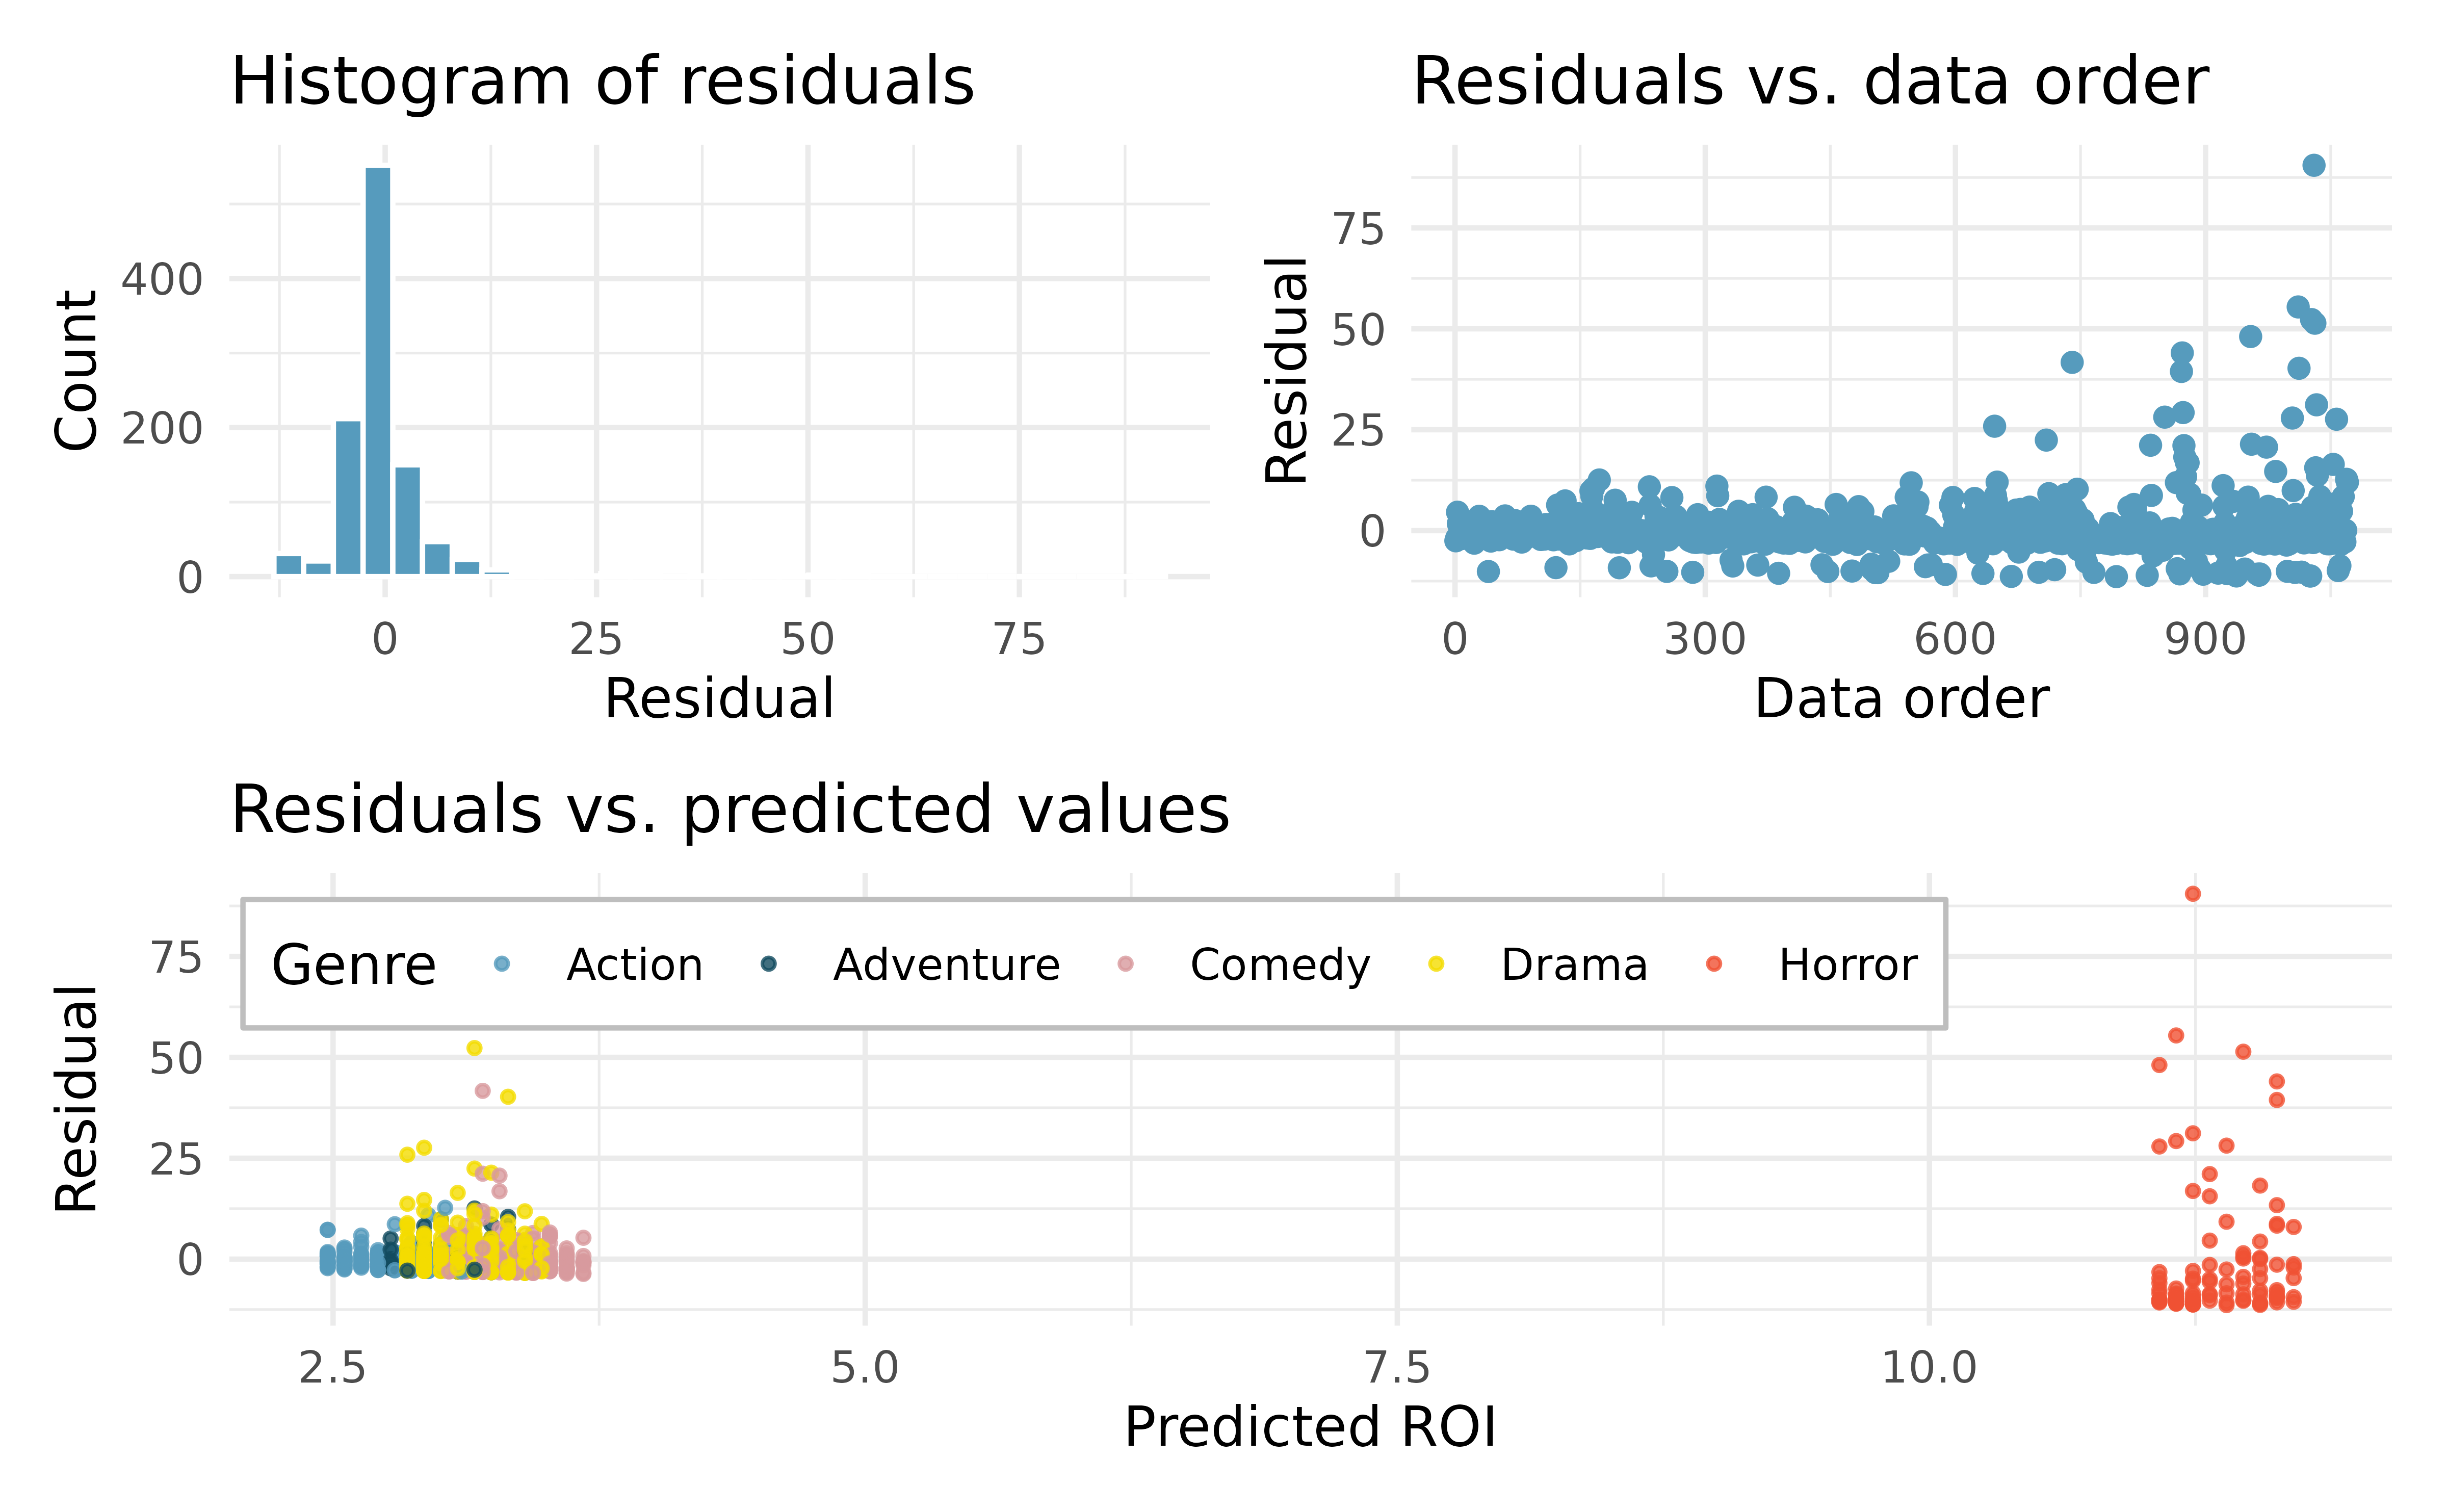 Histogram of residuals
Count
400
200
0
0 25 50 75
Residual
Residuals vs. data order
Residual
75
50
25
0
0 300 600 900
Data order
Residuals vs. predicted values
Residual
75
50
25
0
Genre Action Adventure Comedy Drama Horror
2.5 5.0 7.5 10.0
Predicted ROI